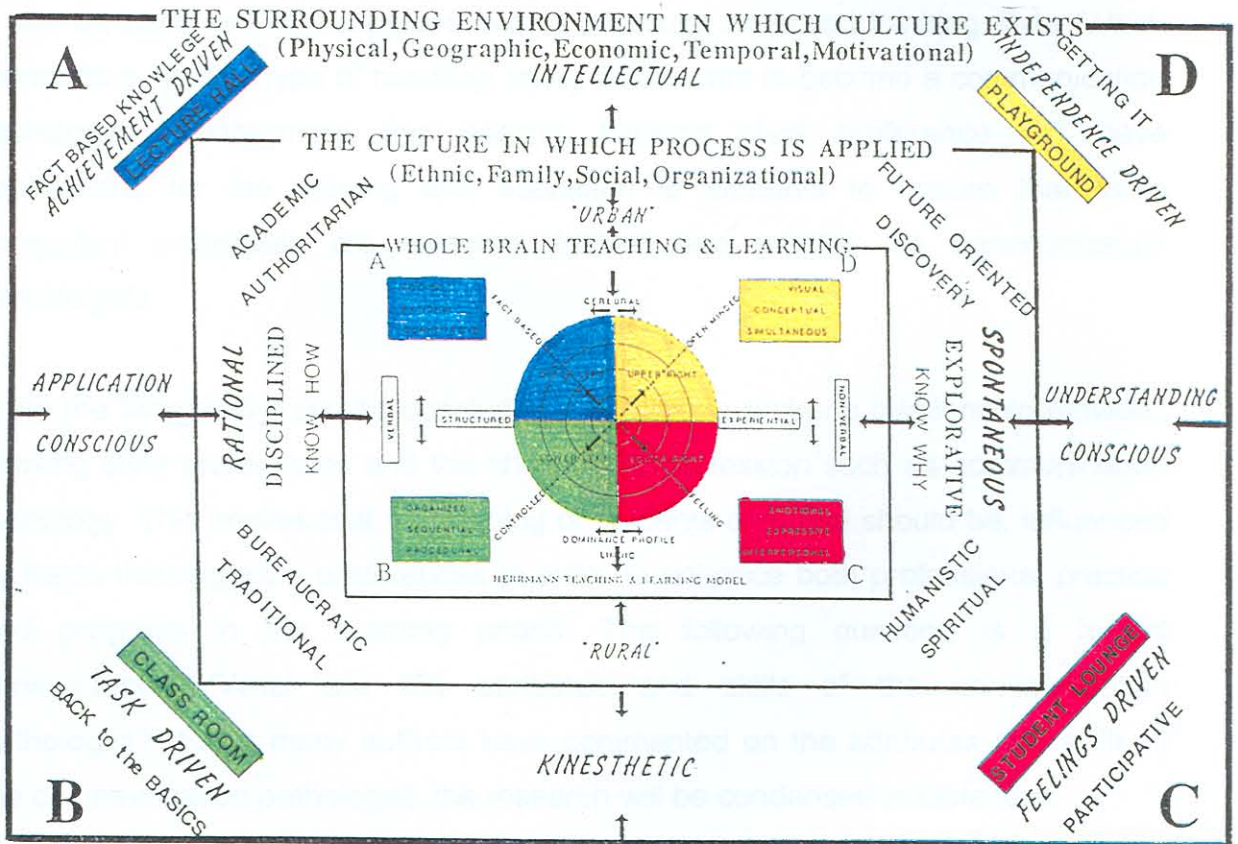 THE SURROUNDING ENVIRONMENT IN WHICH CULTURE EXISTS
(Physical, Geographic, Economic, Temporal, Motivational)
INTELLECTUAL
A
FACT BASED KNOWLEGE
ACHIEVEMENT DRIVEN
LECTURE HALL
D
GETTING IT
INDEPENDENCE DRIVEN
PLAYGROUND
THE CULTURE IN WHICH PROCESS IS APPLIED
(Ethnic, Family, Social, Organizational)
"URBAN"
ACADEMIC
AUTHORITARIAN
FUTURE ORIENTED
DISCOVERY
WHOLE BRAIN TEACHING & LEARNING
A
D
FACT BASED
CEREBRAL
OPEN MINDED
VISUAL
CONCEPTUAL
SIMULTANEOUS
UPPER RIGHT
APPLICATION
CONSCIOUS
RATIONAL
DISCIPLINED
KNOW HOW
VERBAL
STRUCTURED
EXPERIENTIAL
NON-VERBAL
KNOW WHY
EXPLORATIVE
SPONTANEOUS
UNDERSTANDING
CONSCIOUS
LOWER LEFT
LOWER RIGHT
ORGANIZED
SEQUENTIAL
PROCEDURAL
CONTROLLED
FEELING
EMOTIONAL
EXPRESSIVE
INTERPERSONAL
DOMINANCE PROFILE
LIMBIC
B
C
HERRMANN TEACHING & LEARNING MODEL
BUREAUCRATIC
TRADITIONAL
HUMANISTIC
SPIRITUAL
"RURAL"
CLASS ROOM
TASK DRIVEN
BACK to the BASICS
B
KINESTHETIC
STUDENT LOUNGE
FEELINGS DRIVEN
PARTICIPATIVE
C